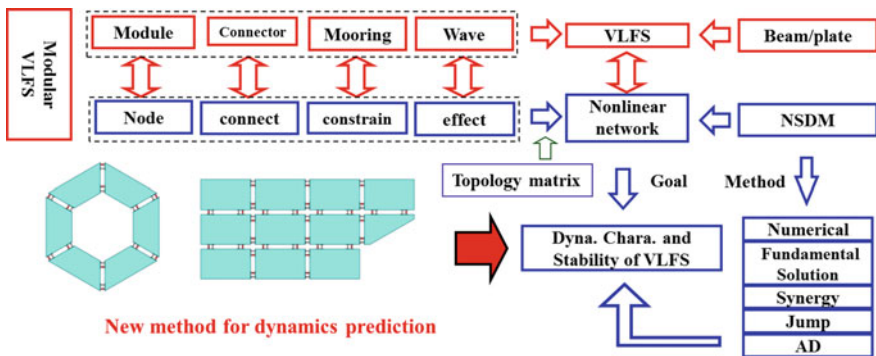 Modular
VLFS
Module
Connector
Mooring
Wave
VLFS
Beam/plate
Node
connect
constrain
effect
Nonlinear
network
NSDM
Topology matrix
Goal
Method
Dyna. Chara. and
Stability of VLFS
Numerical
Fundamental
Solution
Synergy
Jump
AD
New method for dynamics prediction